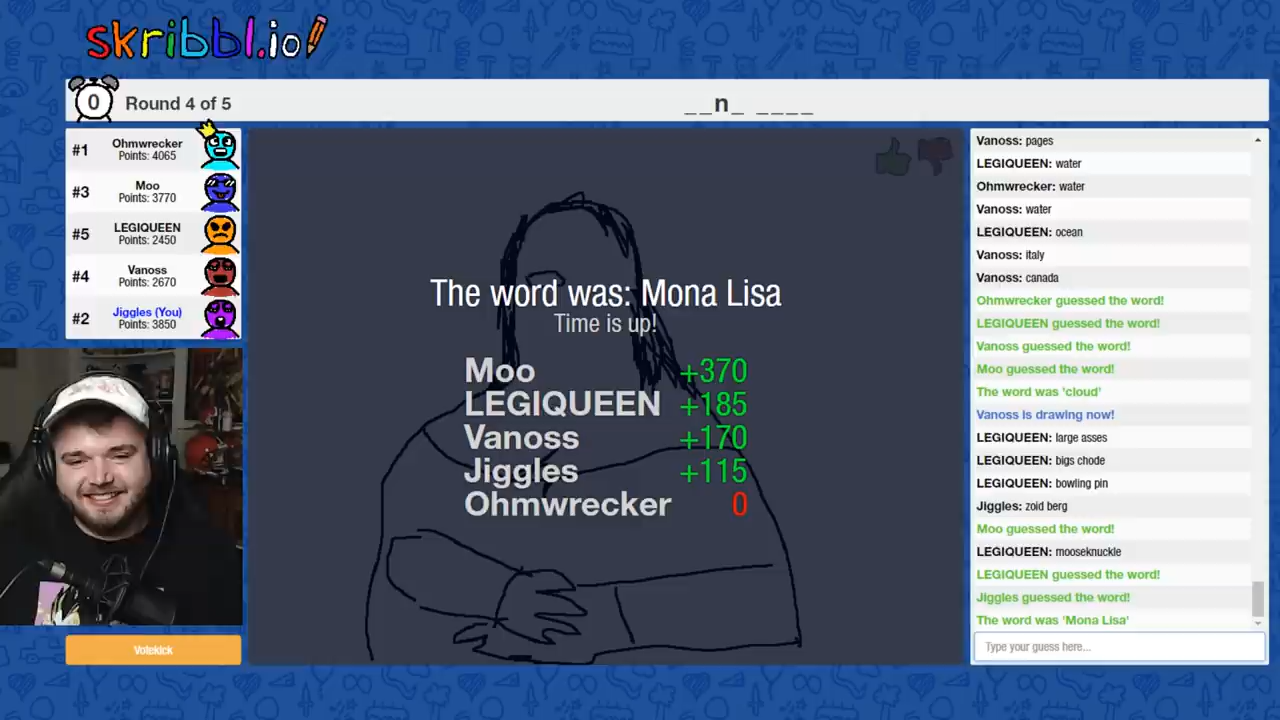 skribbl.io
0
Round 4 of 5
__n_ ____
#1
Ohmwrecker
Points: 4065
#3
Moo
Points: 3770
#5
LEGIQUEEN
Points: 2450
#4
Vanoss
Points: 2670
#2
Jiggles (You)
Points: 3850
Votekick
The word was: Mona Lisa
Time is up!
Moo +370
LEGIQUEEN +185
Vanoss +170
Jiggles +115
Ohmwrecker 0
Vanoss: pages
LEGIQUEEN: water
Ohmwrecker: water
Vanoss: water
LEGIQUEEN: ocean
Vanoss: italy
Vanoss: canada
Ohmwrecker guessed the word!
LEGIQUEEN guessed the word!
Vanoss guessed the word!
Moo guessed the word!
The word was 'cloud'
Vanoss is drawing now!
LEGIQUEEN: large asses
LEGIQUEEN: bigs chode
LEGIQUEEN: bowling pin
Jiggles: zoid berg
Moo guessed the word!
LEGIQUEEN: mooseknuckle
LEGIQUEEN guessed the word!
Jiggles guessed the word!
The word was 'Mona Lisa'
Type your guess here...